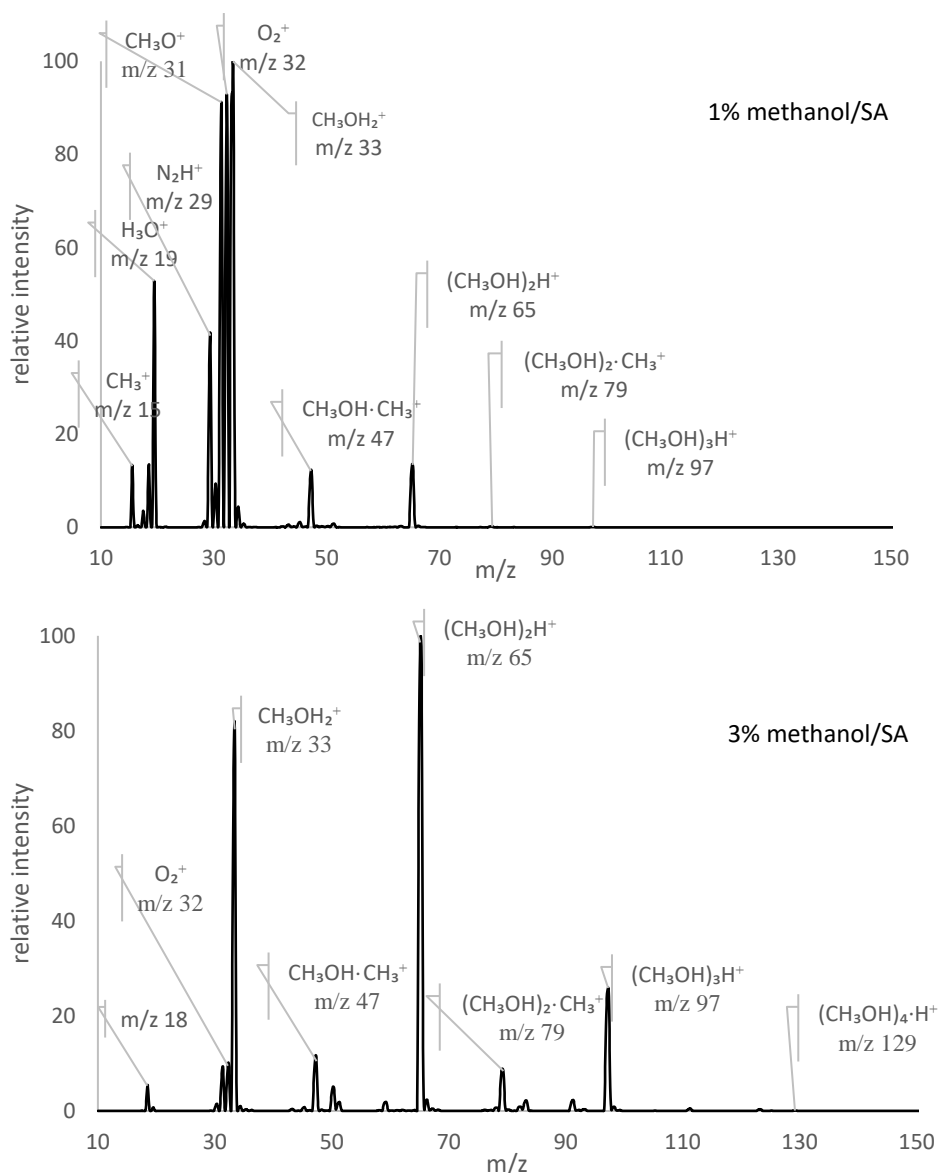 CH₃O⁺
m/z 31
O₂⁺
m/z 32
CH₃OH₂⁺
m/z 33
1% methanol/SA
N₂H⁺
m/z 29
H₃O⁺
m/z 19
CH₃⁺
m/z 15
(CH₃OH)₂H⁺
m/z 65
CH₃OH·CH₃⁺
m/z 47
(CH₃OH)₂·CH₃⁺
m/z 79
(CH₃OH)₃H⁺
m/z 97
relative intensity
100
80
60
40
20
0
10
30
50
70
90
110
130
150
m/z
(CH₃OH)₂H⁺
m/z 65
CH₃OH₂⁺
m/z 33
3% methanol/SA
O₂⁺
m/z 32
m/z 18
CH₃OH·CH₃⁺
m/z 47
(CH₃OH)₂·CH₃⁺
m/z 79
(CH₃OH)₃H⁺
m/z 97
(CH₃OH)₄·H⁺
m/z 129
relative intensity
100
80
60
40
20
0
10
30
50
70
90
110
130
150
m/z